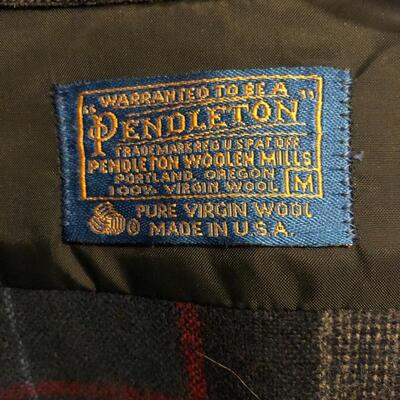 "WARRANTED TO BE A"
PENDLETON
TRADEMARK REG U.S. PAT. OFF.
PENDLETON WOOLEN MILLS
PORTLAND, OREGON
100% VIRGIN WOOL M
PURE VIRGIN WOOL
® MADE IN U.S.A.